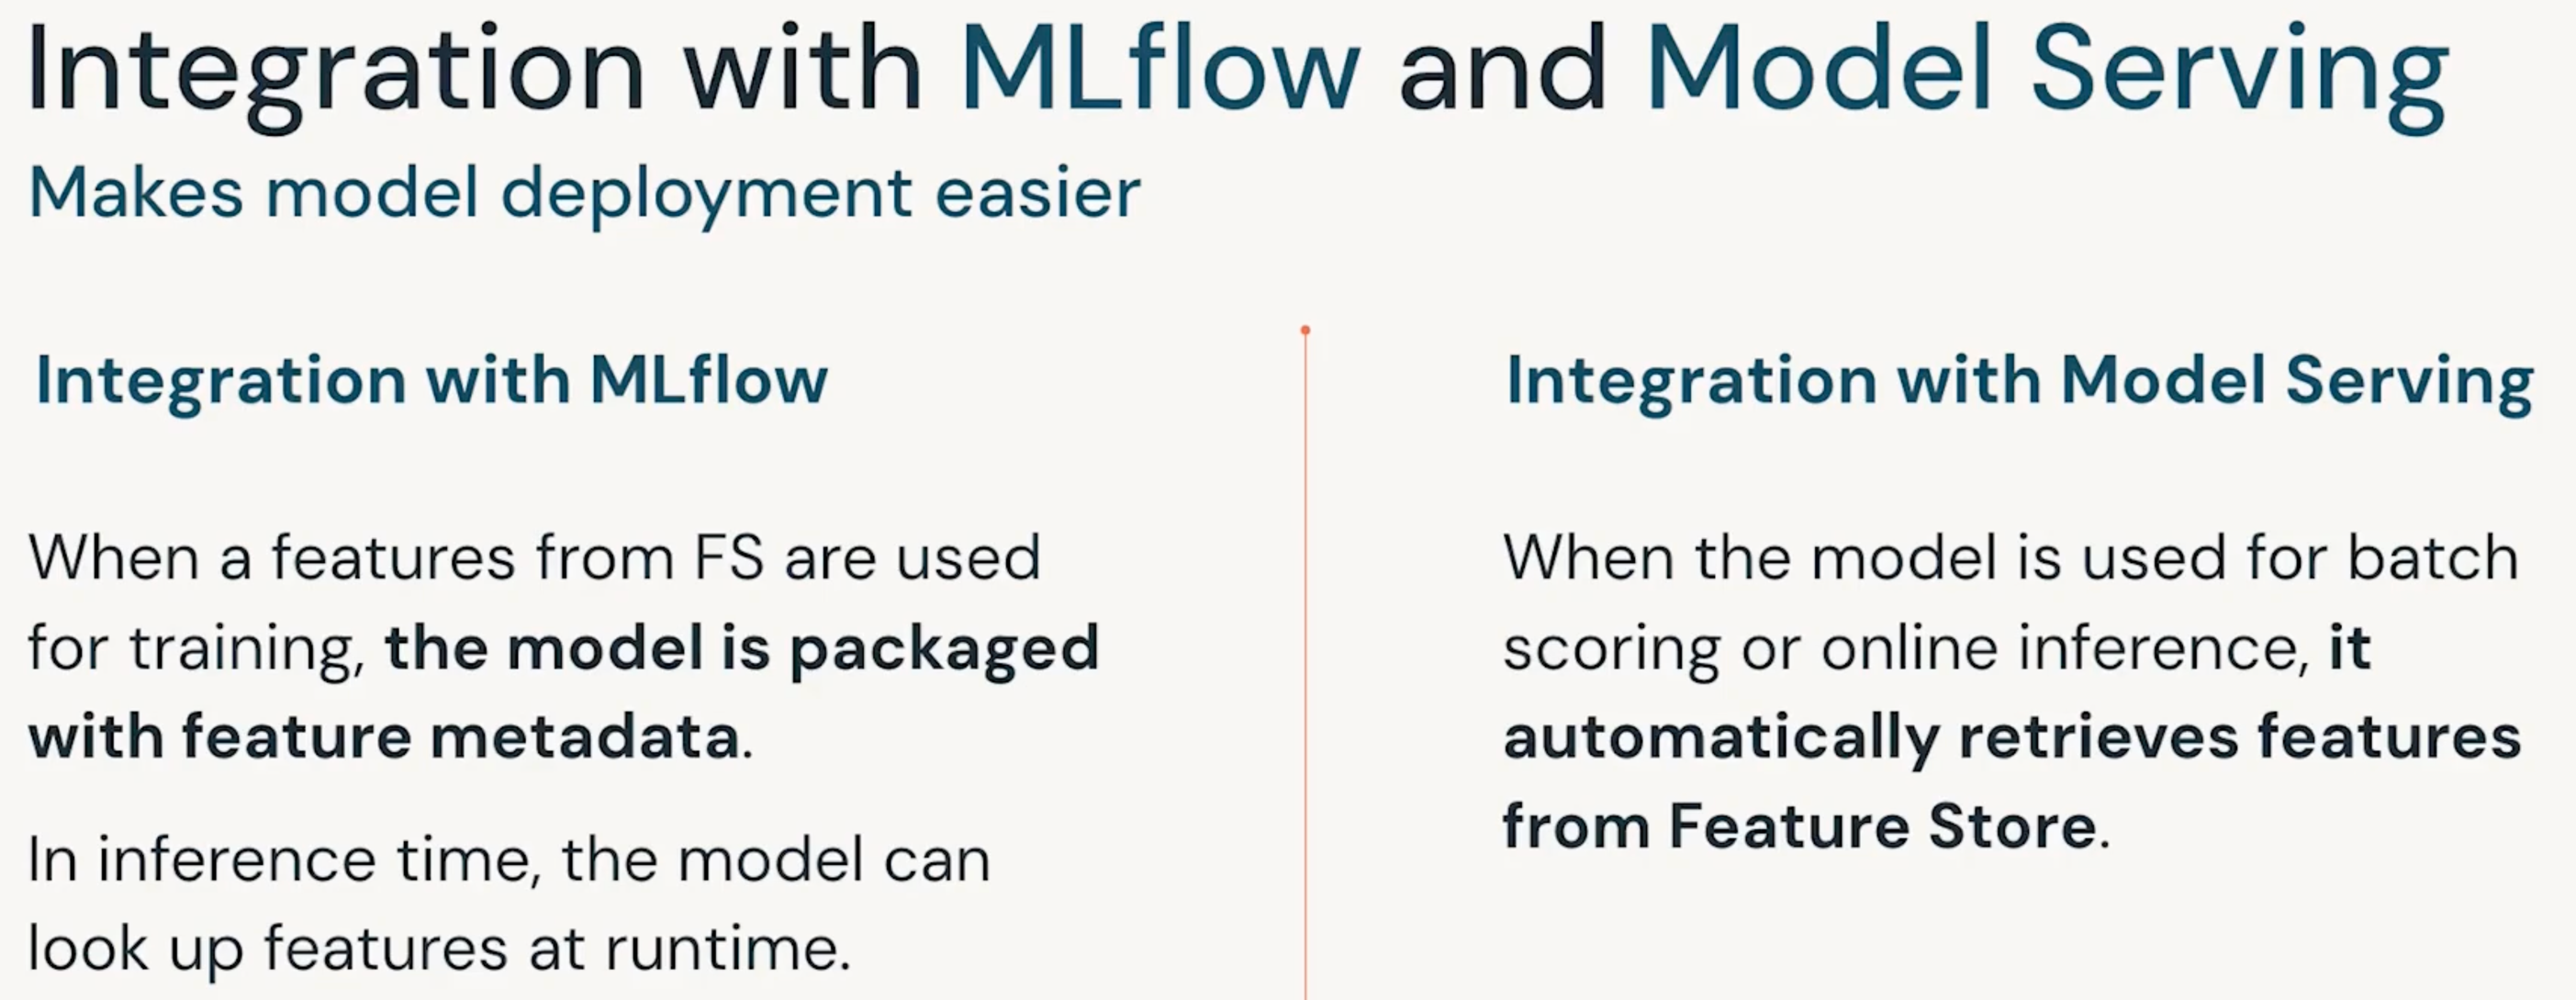 Integration with MLflow and Model Serving
Makes model deployment easier
Integration with MLflow
When a features from FS are used
for training, the model is packaged
with feature metadata.
In inference time, the model can
look up features at runtime.
Integration with Model Serving
When the model is used for batch
scoring or online inference, it
automatically retrieves features
from Feature Store.